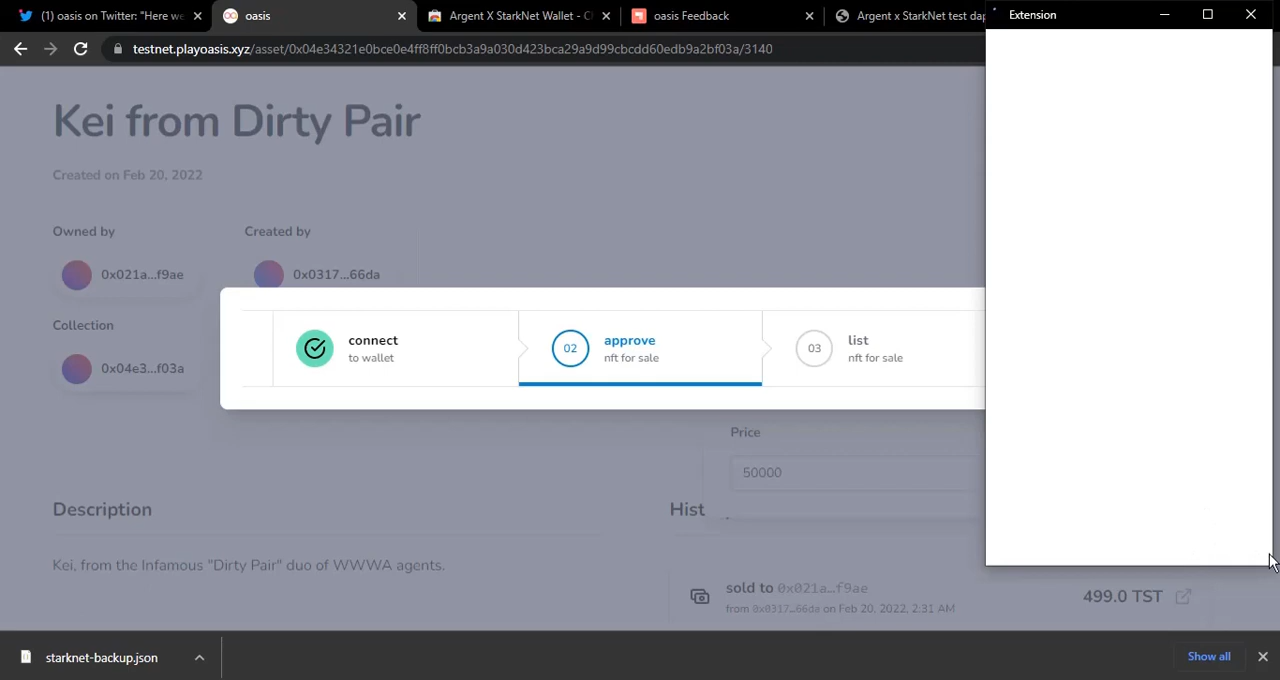 (1) oasis on Twitter: "Here we
oasis
Argent X StarkNet Wallet - C
oasis Feedback
Argent x StarkNet test dap
Extension
testnet.playoasis.xyz/asset/0x04e34321e0bce0e4ff8ff0bcb3a9a030d423bca29a9d99cbcdd60edb9a2bf03a/3140
Kei from Dirty Pair
Created on Feb 20, 2022
Owned by
Created by
0x021a...f9ae
0x0317...66da
Collection
0x04e3...f03a
connect
to wallet
02
approve
nft for sale
03
list
nft for sale
Price
50000
Description
Hist
Kei, from the Infamous "Dirty Pair" duo of WWWA agents.
sold to 0x021a...f9ae
from 0x0317...66da on Feb 20, 2022, 2:31 AM
499.0 TST
starknet-backup.json
Show all